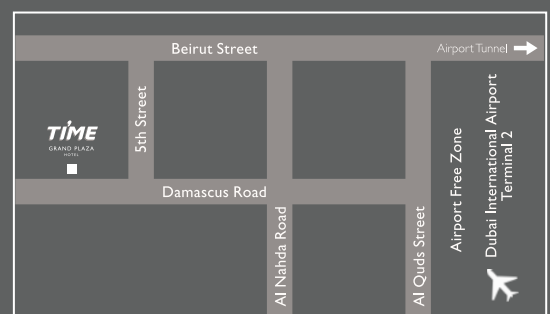 Beirut Street
Airport Tunnel
5th Street
TIME
GRAND PLAZA
HOTEL
Damascus Road
Al Nahda Road
Al Quds Street
Airport Free Zone
Dubai International Airport
Terminal 2